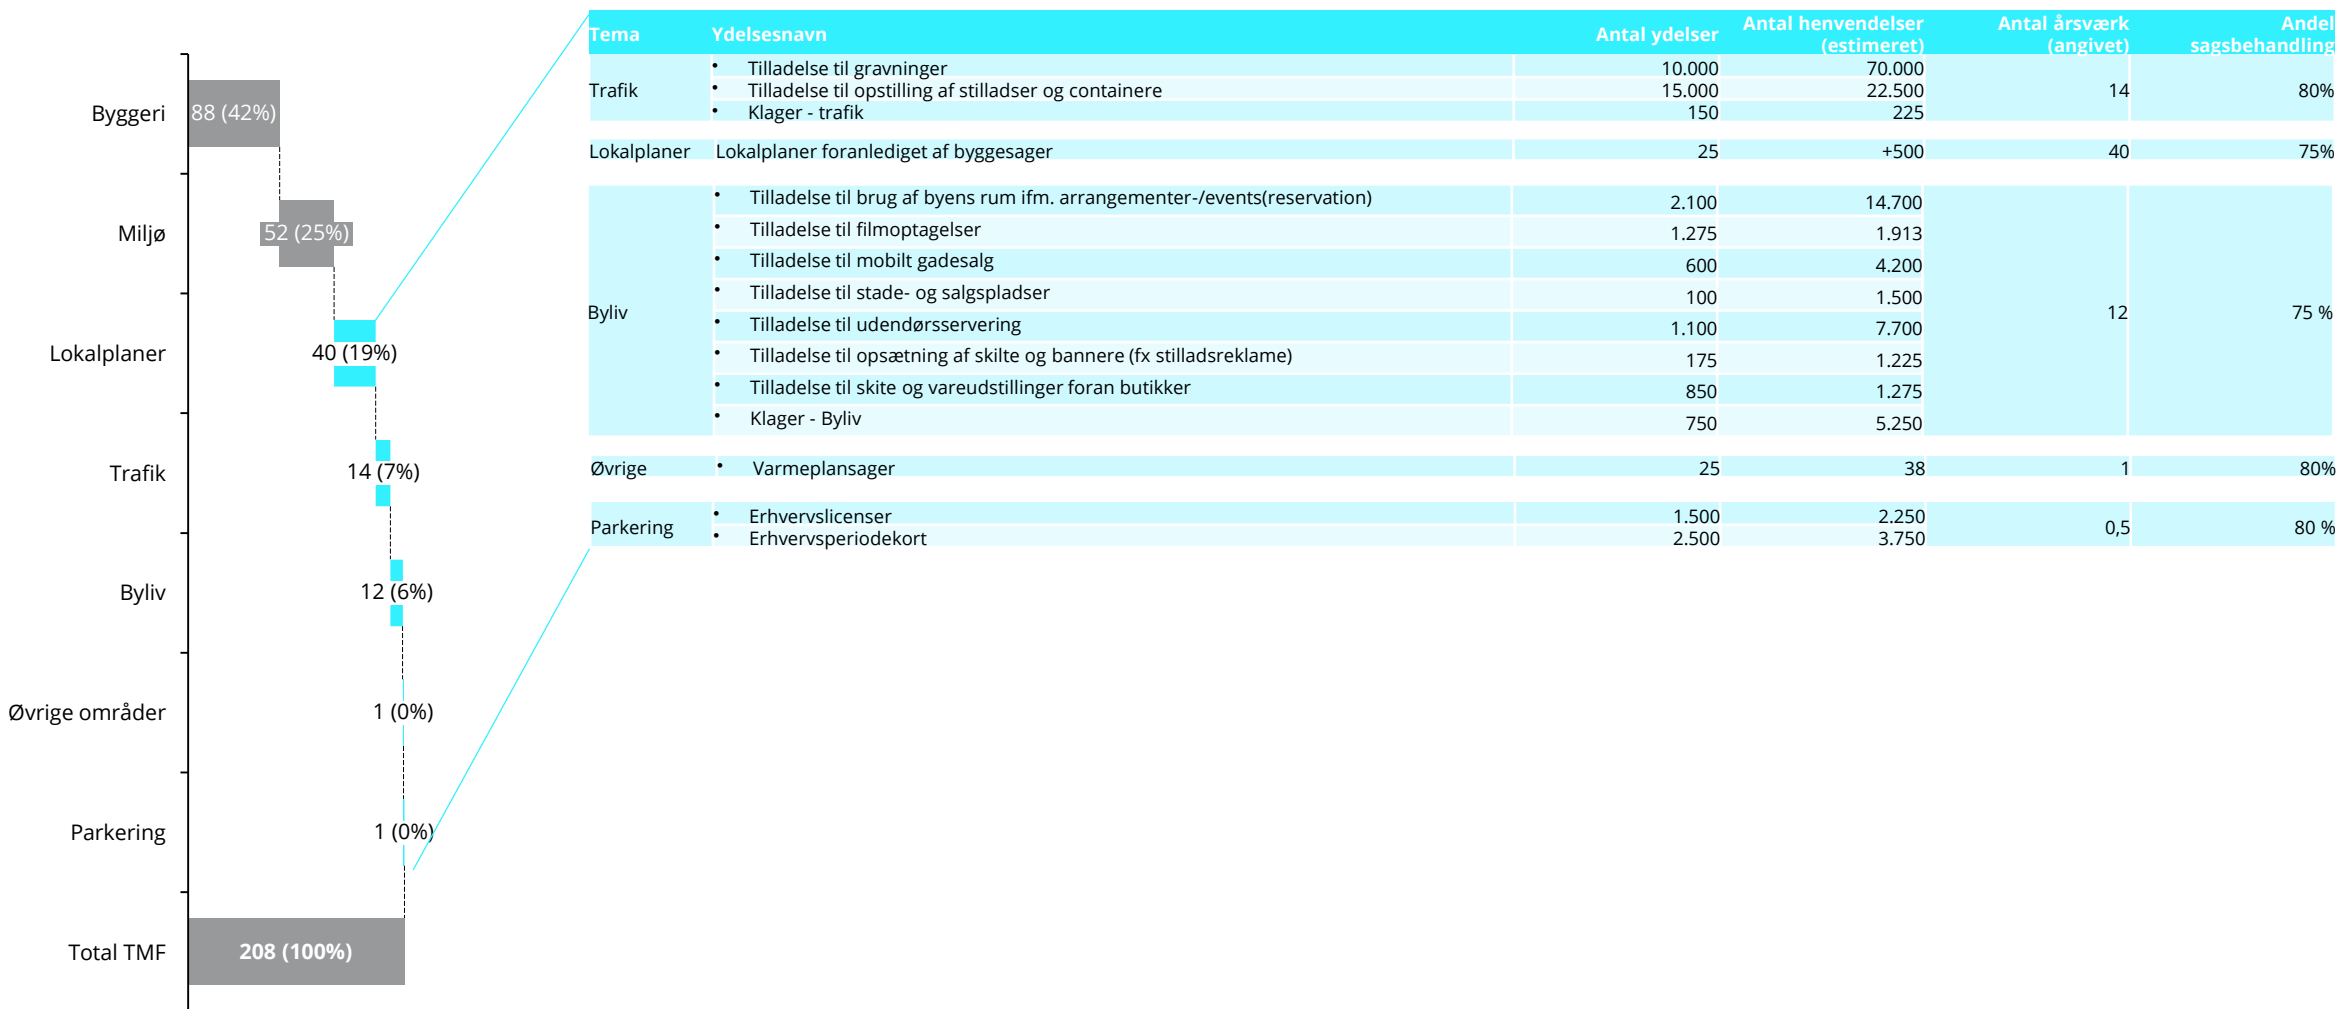 Byggeri
88 (42%)
Miljø
52 (25%)
Lokalplaner
40 (19%)
Trafik
14 (7%)
Byliv
12 (6%)
Øvrige områder
1 (0%)
Parkering
1 (0%)
Total TMF
208 (100%)
Tema Ydelsesnavn Antal ydelser Antal henvendelser (estimeret) Antal årsværk (angivet) Andel sagsbehandling
Trafik
• Tilladelse til gravninger 10.000 70.000
• Tilladelse til opstilling af stilladser og containere 15.000 22.500 14 80%
• Klager - trafik 150 225
Lokalplaner Lokalplaner foranlediget af byggesager 25 +500 40 75%
Byliv
• Tilladelse til brug af byens rum ifm. arrangementer-/events(reservation) 2.100 14.700
• Tilladelse til filmoptagelser 1.275 1.913
• Tilladelse til mobilt gadesalg 600 4.200
• Tilladelse til stade- og salgspladser 100 1.500
12 75 %
• Tilladelse til udendørsservering 1.100 7.700
• Tilladelse til opsætning af skilte og bannere (fx stilladsreklame) 175 1.225
• Tilladelse til skite og vareudstillinger foran butikker 850 1.275
• Klager - Byliv 750 5.250
Øvrige • Varmeplansager 25 38 1 80%
Parkering
• Erhvervslicenser 1.500 2.250
0,5 80 %
• Erhvervsperiodekort 2.500 3.750